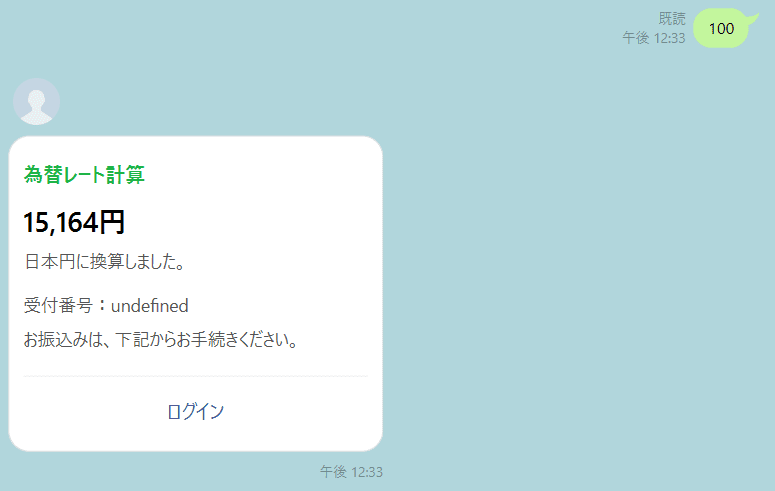 既読
午後 12:33
100
為替レート計算
15,164円
日本円に換算しました。
受付番号：undefined
お振込みは、下記からお手続きください。
ログイン
午後 12:33